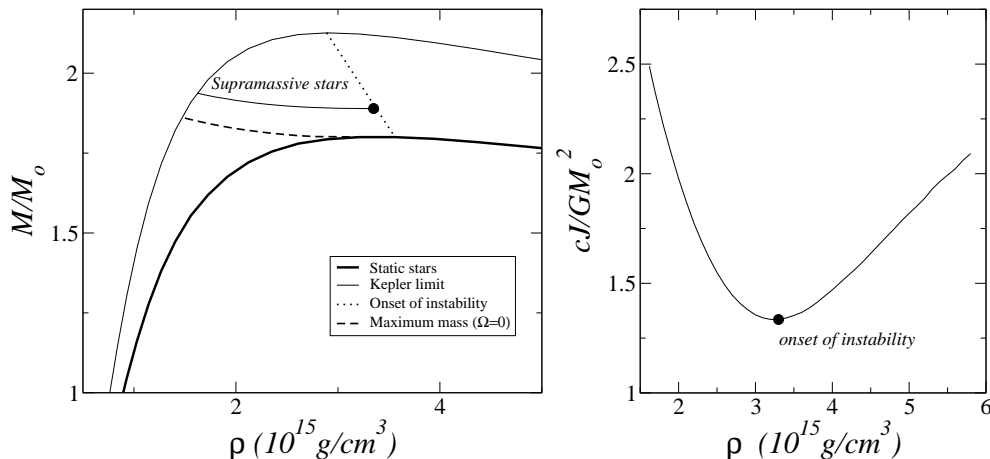 M/M_o
2
1.5
1
Supramassive stars
Static stars
Kepler limit
Onset of instability
Maximum mass (Ω=0)
2
4
ρ (10^15 g/cm^3)
cJ/GM_o^2
2.5
2
1.5
1
onset of instability
2
3
4
5
6
ρ (10^15 g/cm^3)